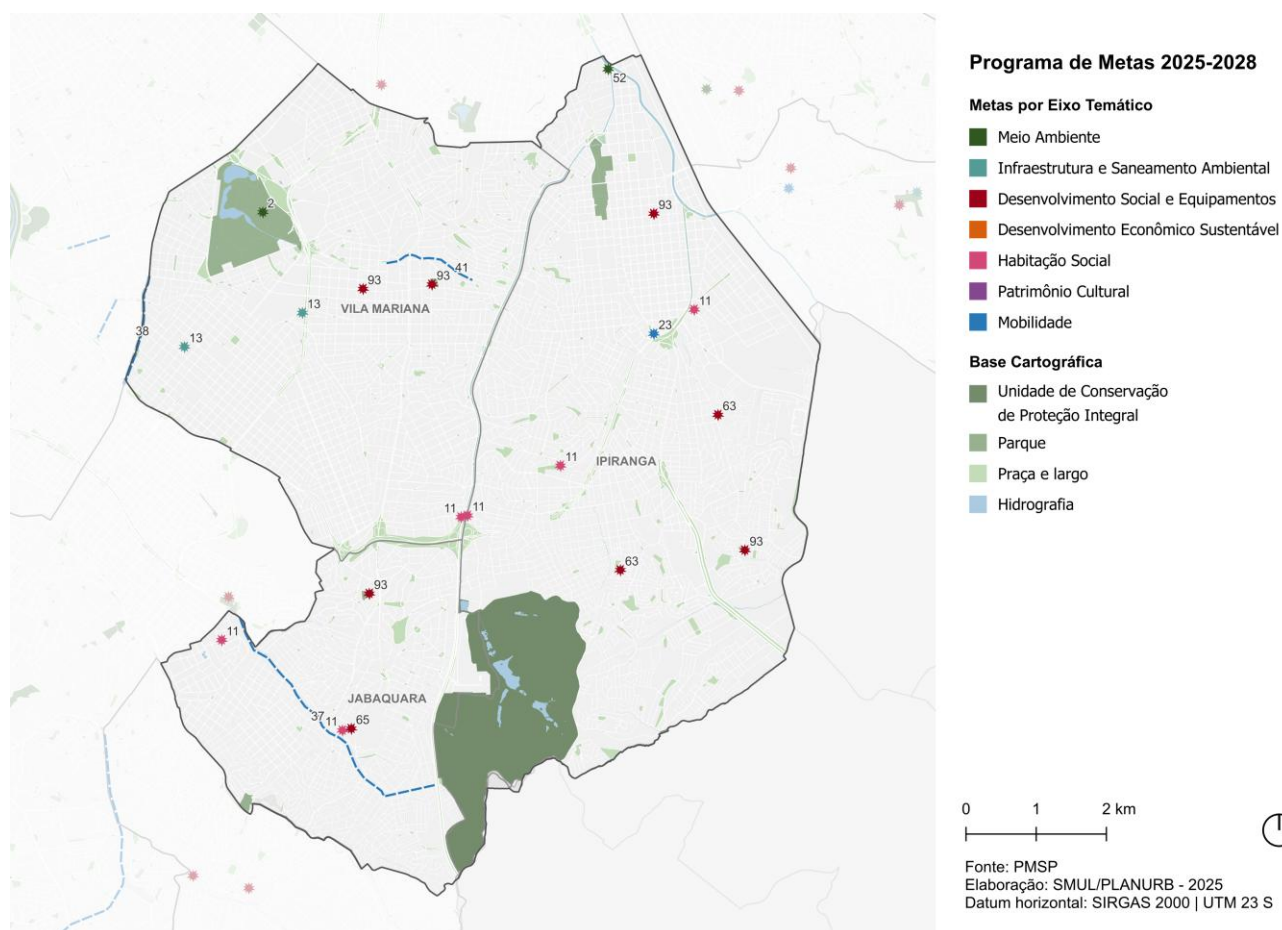 52
2
93
93
93
41
VILA MARIANA
13
11
38
13
23
63
11
IPIRANGA
11
11
93
63
93
11
JABAQUARA
37
11
65
Programa de Metas 2025-2028
Metas por Eixo Temático
Meio Ambiente
Infraestrutura e Saneamento Ambiental
Desenvolvimento Social e Equipamentos
Desenvolvimento Econômico Sustentável
Habitação Social
Patrimônio Cultural
Mobilidade
Base Cartográfica
Unidade de Conservação
de Proteção Integral
Parque
Praça e largo
Hidrografia
0 1 2 km
Fonte: PMSP
Elaboração: SMUL/PLANURB - 2025
Datum horizontal: SIRGAS 2000 | UTM 23 S